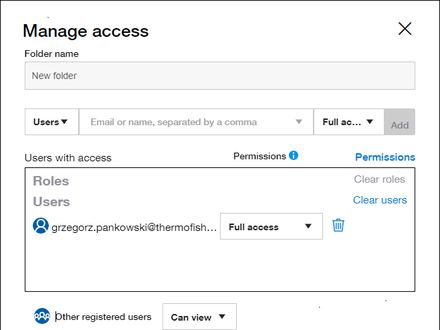 Manage access
Folder name
New folder
Users
Email or name, separated by a comma
Full ac...
Add
Users with access
Permissions
Permissions
Roles
Clear roles
Users
Clear users
grzegorz.pankowski@thermofish...
Full access
Other registered users
Can view